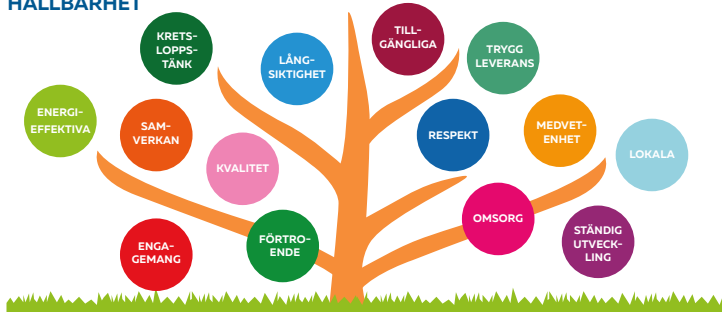 HÅLLBARHET
KRETS-
LOPPS-
TÄNK
LÅNG-
SIKTIGHET
TILL-
GÄNGLIGA
TRYGG
LEVERANS
ENERGI-
EFFEKTIVA
SAM-
VERKAN
KVALITET
RESPEKT
MEDVET-
ENHET
LOKALA
ENGA-
GEMANG
FÖRTRO-
ENDE
OMSORG
STÄNDIG
UTVECK-
LING